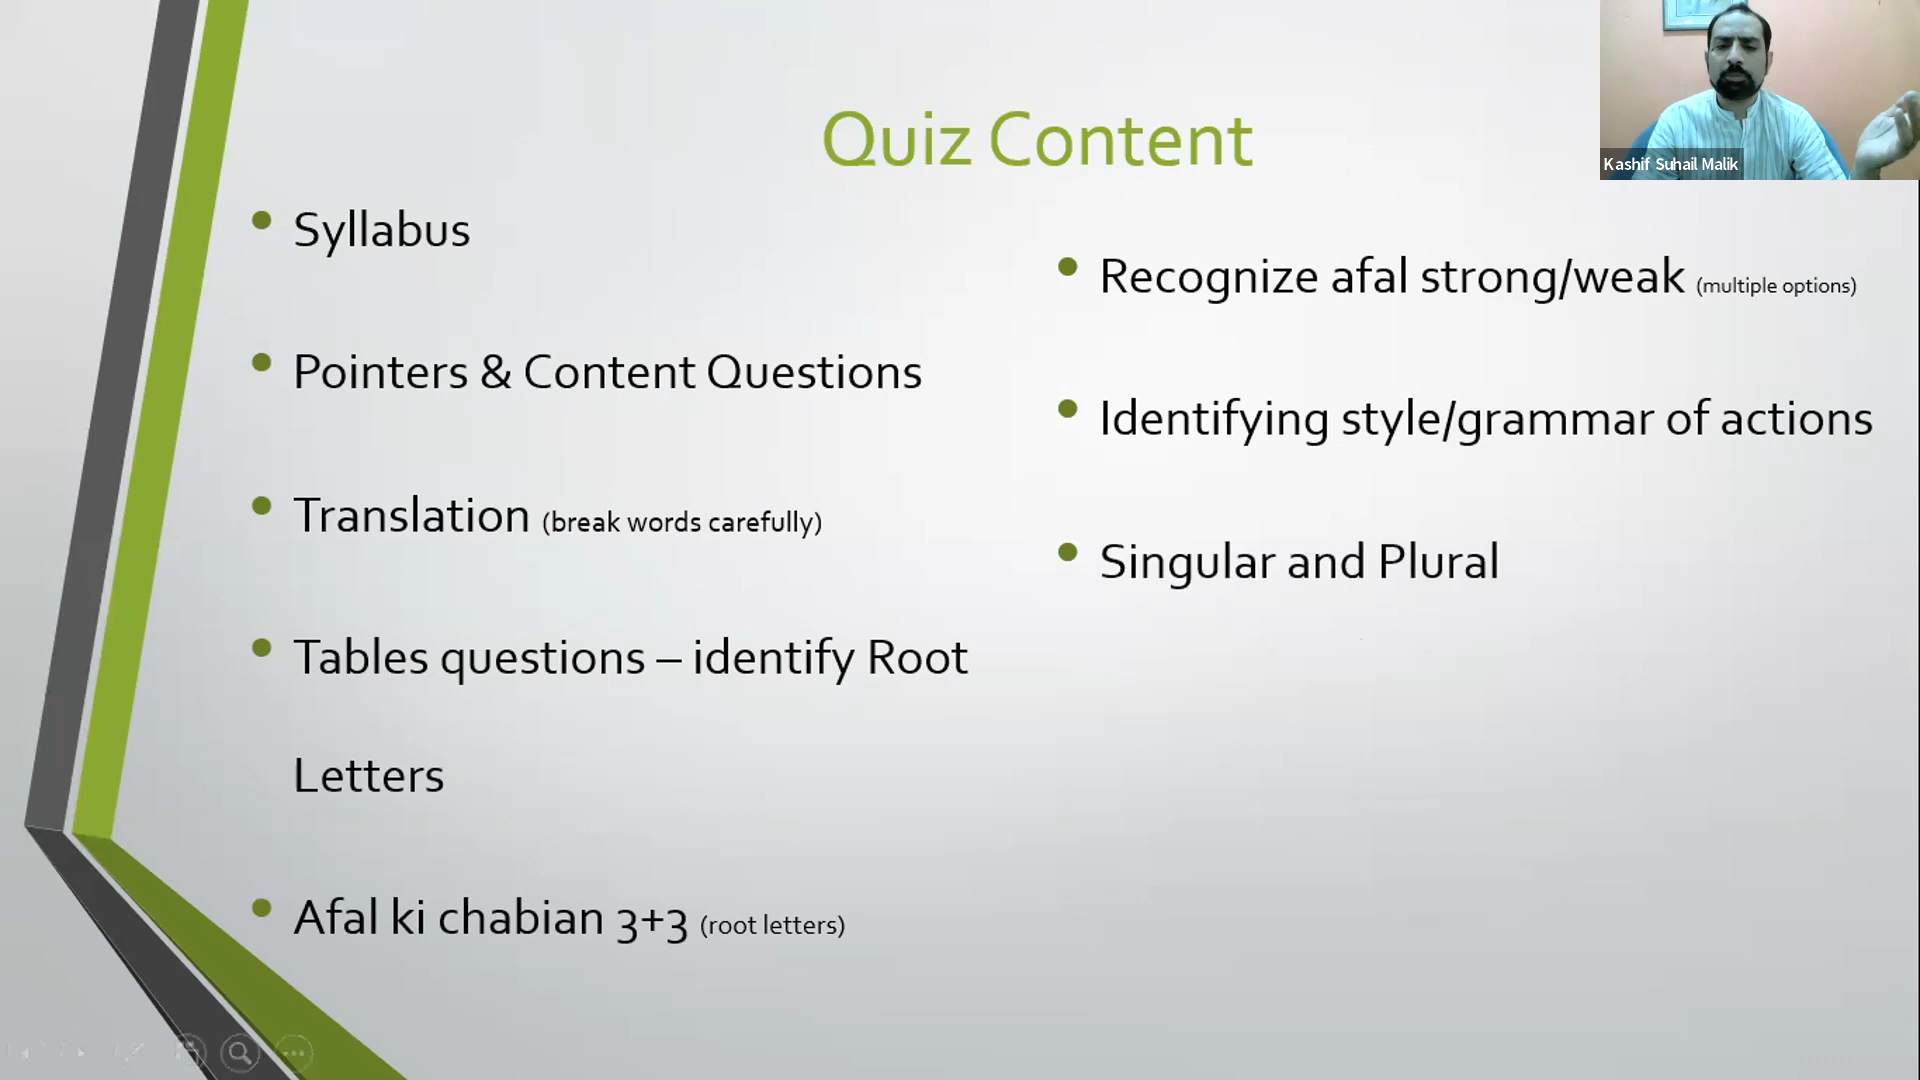 Quiz Content
Kashif Suhail Malik
Syllabus
Pointers & Content Questions
Translation (break words carefully)
Tables questions – identify Root
Letters
Afal ki chabian 3+3 (root letters)
Recognize afal strong/weak (multiple options)
Identifying style/grammar of actions
Singular and Plural